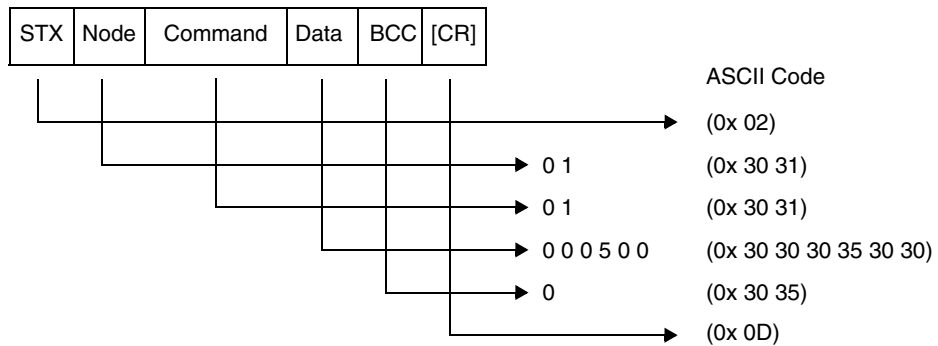 STX Node Command Data BCC [CR]
ASCII Code
(0x 02)
0 1 (0x 30 31)
0 1 (0x 30 31)
0 0 0 5 0 0 (0x 30 30 30 35 30 30)
0 (0x 30 35)
(0x 0D)